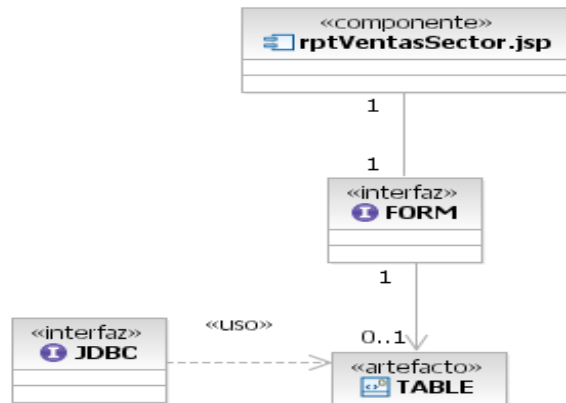 «componente»
rptVentasSector.jsp
1
1
«interfaz»
FORM
1
«uso»
0..1
«interfaz»
JDBC
«artefacto»
TABLE